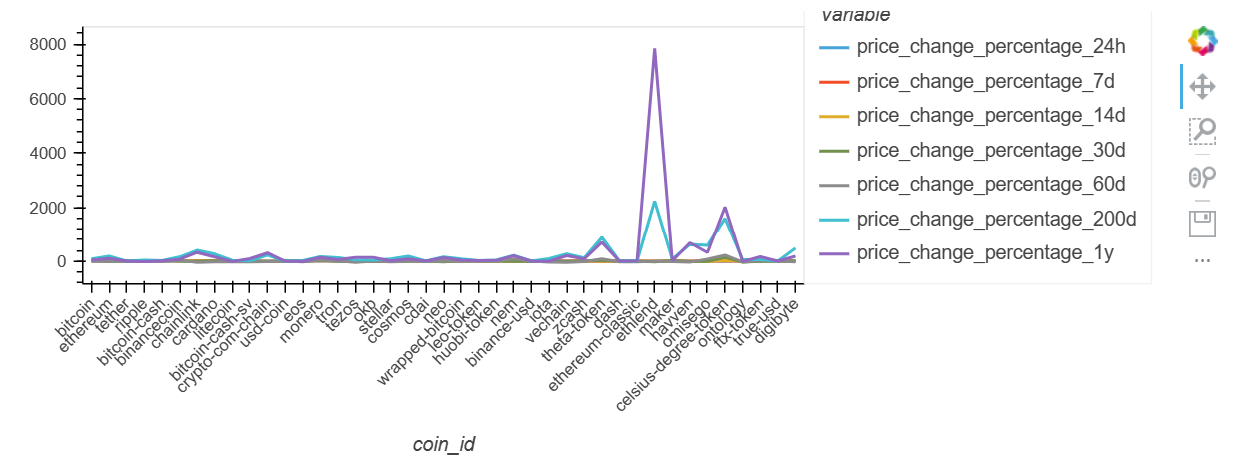 Variable
price_change_percentage_24h
price_change_percentage_7d
price_change_percentage_14d
price_change_percentage_30d
price_change_percentage_60d
price_change_percentage_200d
price_change_percentage_1y
8000
6000
4000
2000
0
bitcoin
ethereum
tether
ripple
bitcoin-cash
binancecoin
chainlink
cardano
litecoin
bitcoin-cash-sv
crypto-com-chain
usd-coin
eos
monero
tron
tezos
okb
stellar
cosmos
cdai
neo
wrapped-bitcoin
leo-token
huobi-token
nem
binance-usd
iota
vechain
zcash
theta-token
dash
ethereum-classic
ethlend
maker
havven
omisego
celsius-degree-token
ontology
ftx-token
true-usd
digibyte
coin_id
...